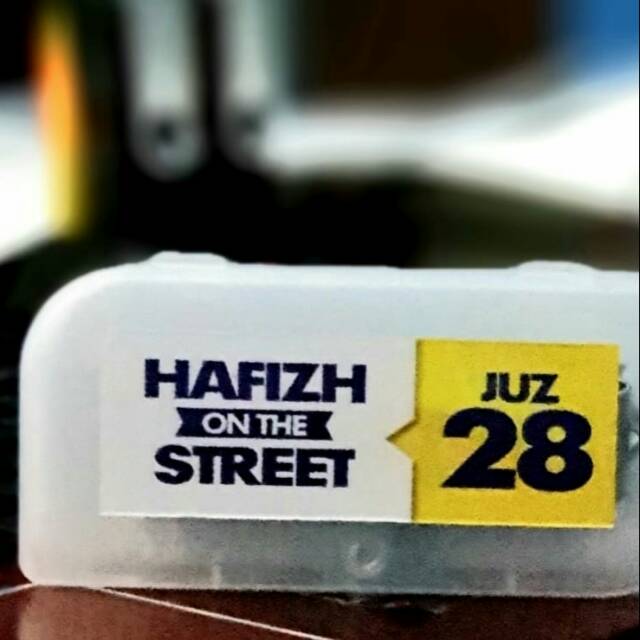 HAFIZH
ON THE
STREET
JUZ
28